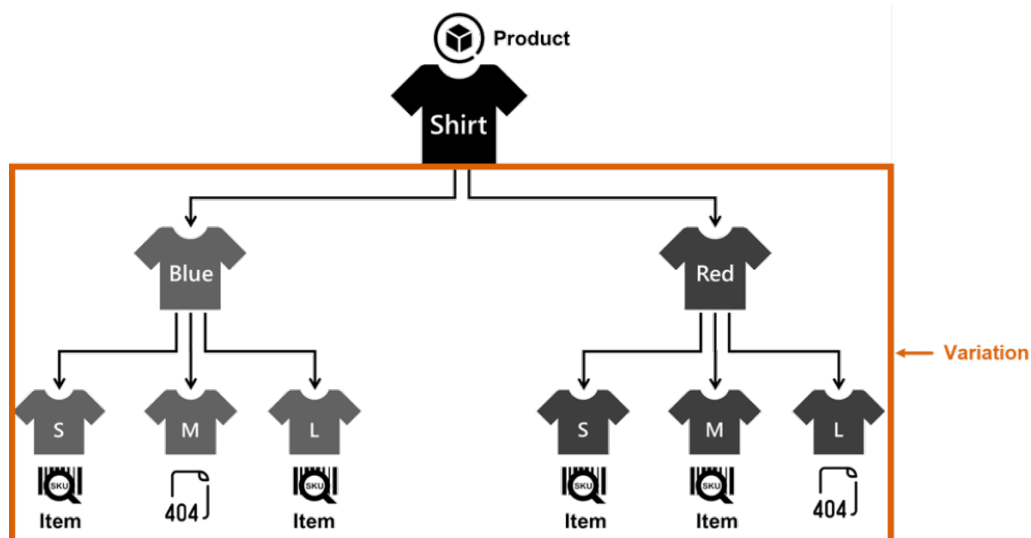 Product
Shirt
Blue
Red
Variation
S
M
L
S
M
L
SKU
404
SKU
SKU
SKU
404
Item
Item
Item
Item